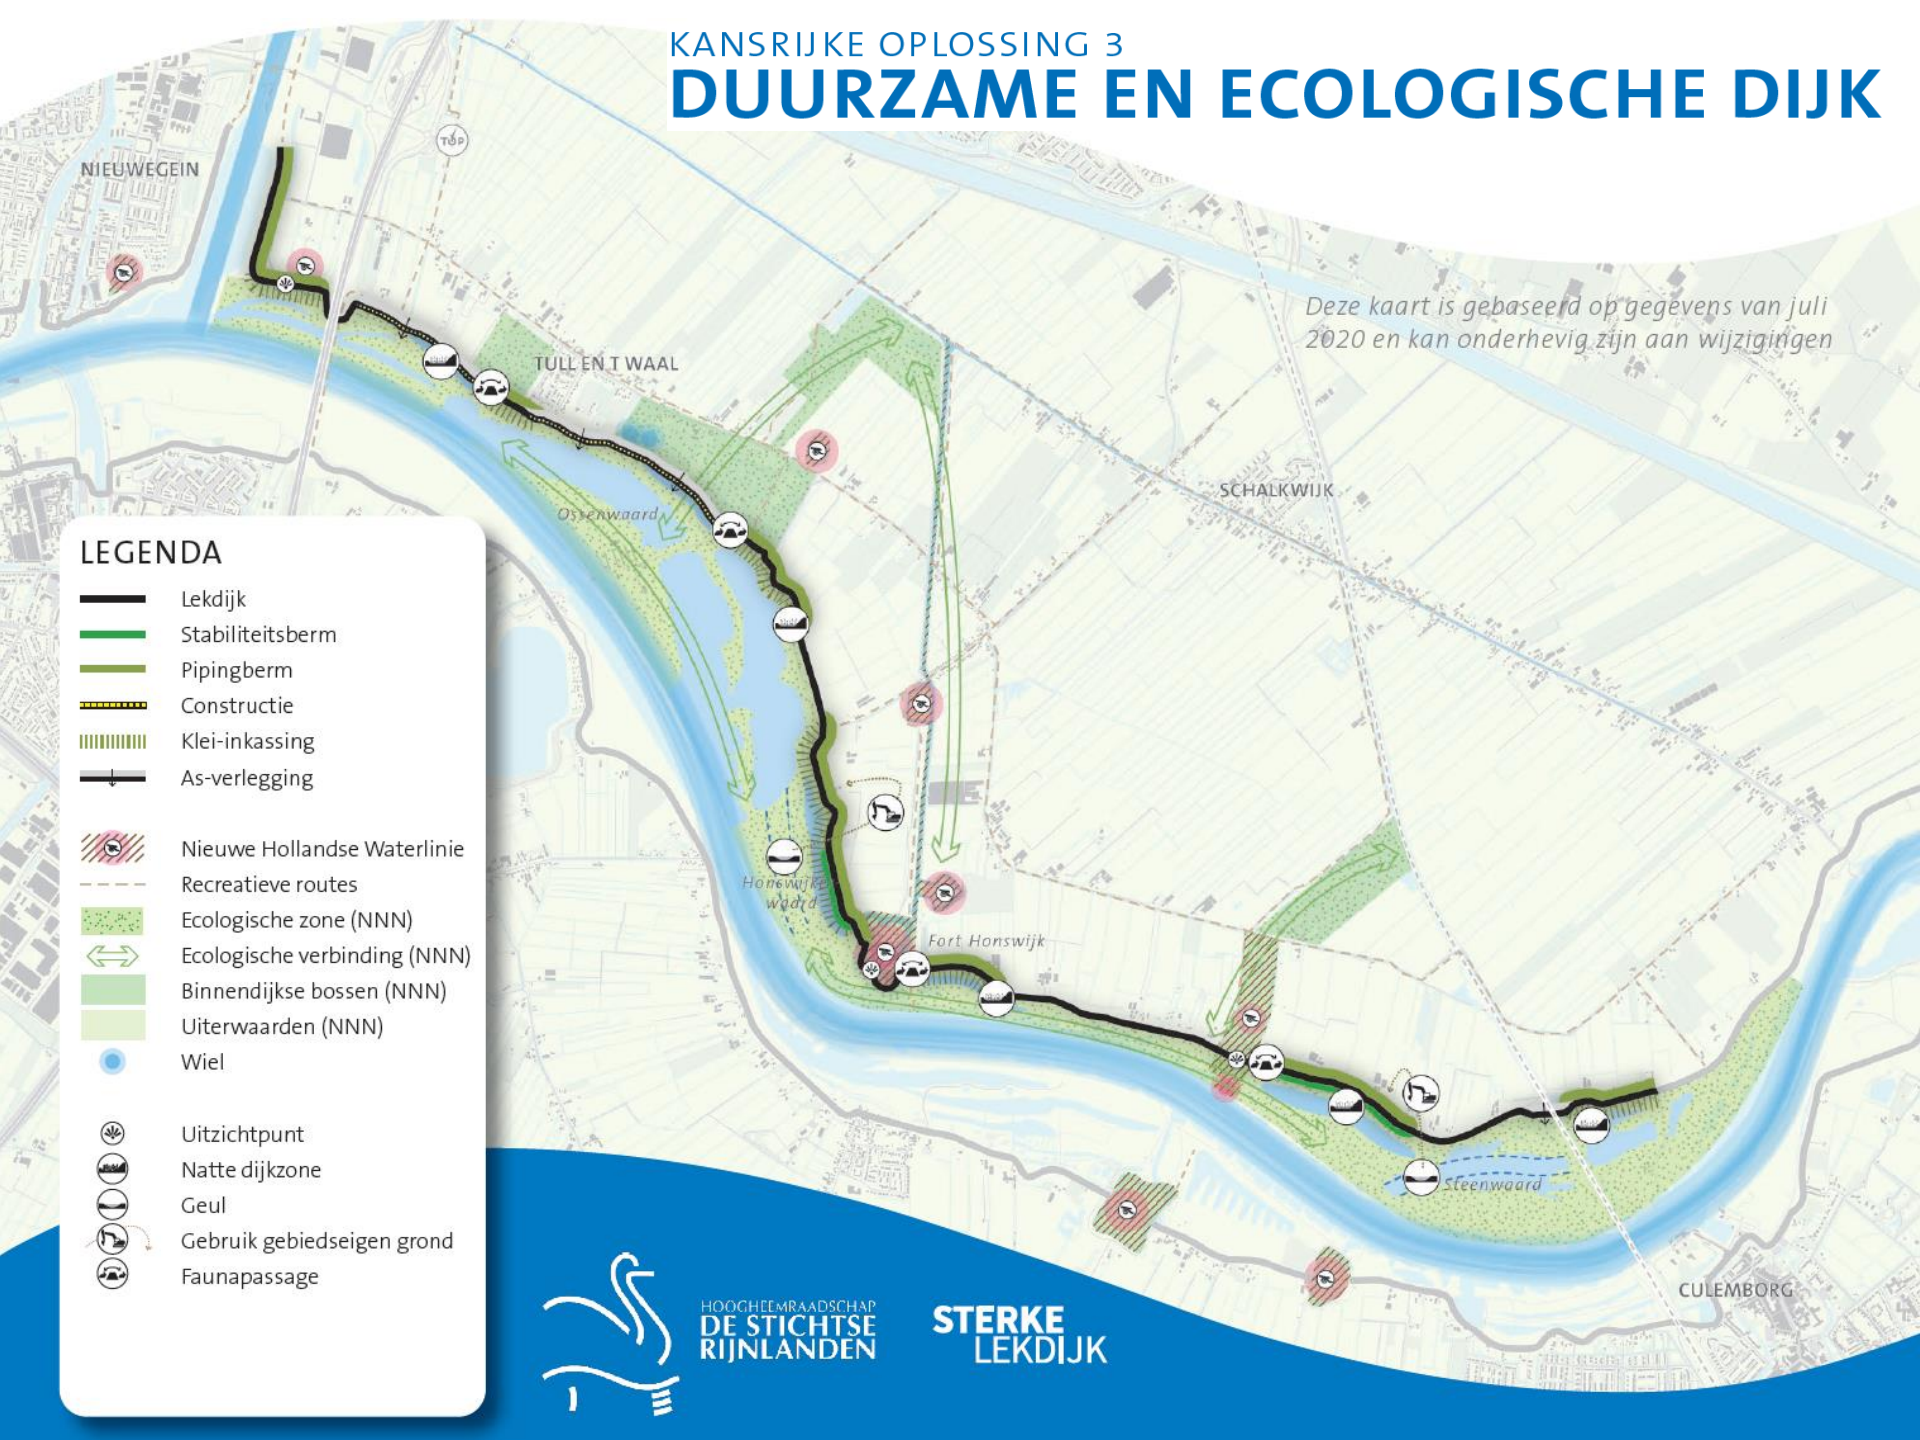 KANSRIJKE OPLOSSING 3
DUURZAME EN ECOLOGISCHE DIJK
TOP
NIEUWEGEIN
Deze kaart is gebaseerd op gegevens van juli
2020 en kan onderhevig zijn aan wijzigingen
TULL EN T WAAL
SCHALKWIJK
Ossenwaard
Honswijker
waard
Fort Honswijk
Steenwaard
CULEMBORG
LEGENDA
Lekdijk
Stabiliteitsberm
Pipingberm
Constructie
Klei-inkassing
As-verlegging
Nieuwe Hollandse Waterlinie
Recreatieve routes
Ecologische zone (NNN)
Ecologische verbinding (NNN)
Binnendijkse bossen (NNN)
Uiterwaarden (NNN)
Wiel
Uitzichtpunt
Natte dijkzone
Geul
Gebruik gebiedseigen grond
Faunapassage
HOOGHEEMRAADSCHAP
DE STICHTSE
RIJNLANDEN
STERKE
LEKDIJK